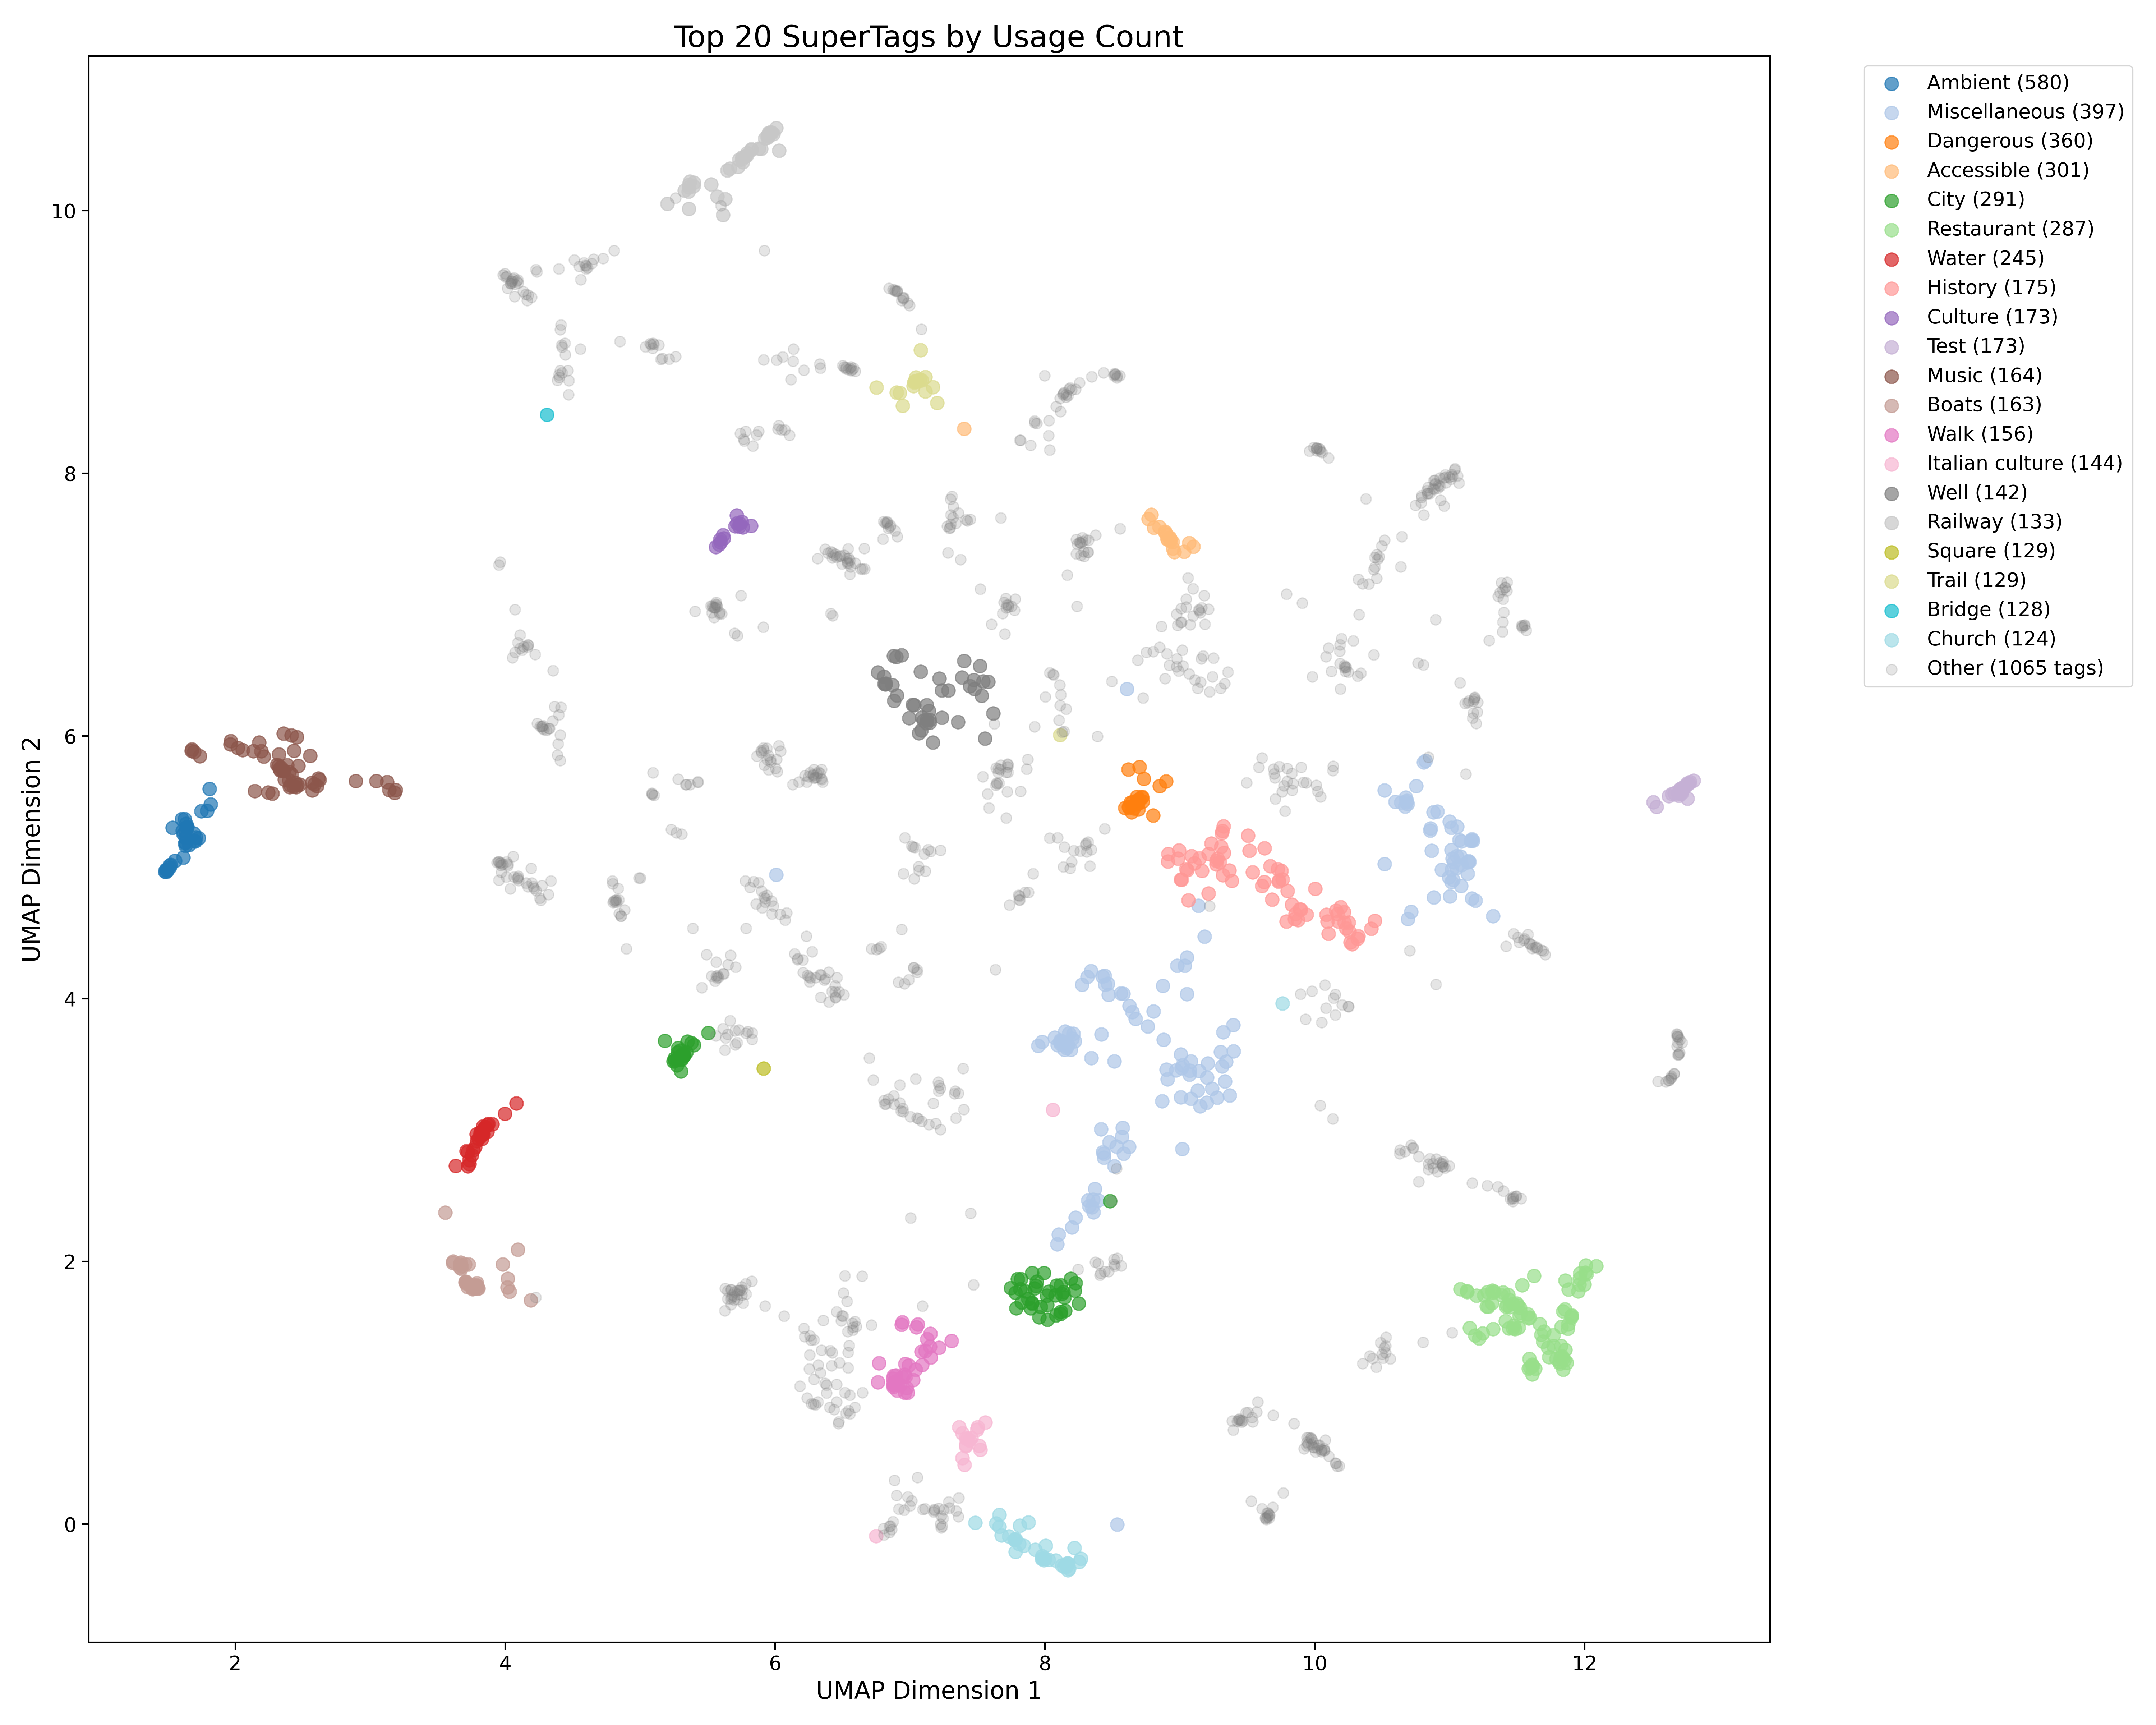 Top 20 SuperTags by Usage Count
Ambient (580)
Miscellaneous (397)
Dangerous (360)
Accessible (301)
City (291)
Restaurant (287)
Water (245)
History (175)
Culture (173)
Test (173)
Music (164)
Boats (163)
Walk (156)
Italian culture (144)
Well (142)
Railway (133)
Square (129)
Trail (129)
Bridge (128)
Church (124)
Other (1065 tags)
UMAP Dimension 2
10
8
6
4
2
0
2 4 6 8 10 12
UMAP Dimension 1